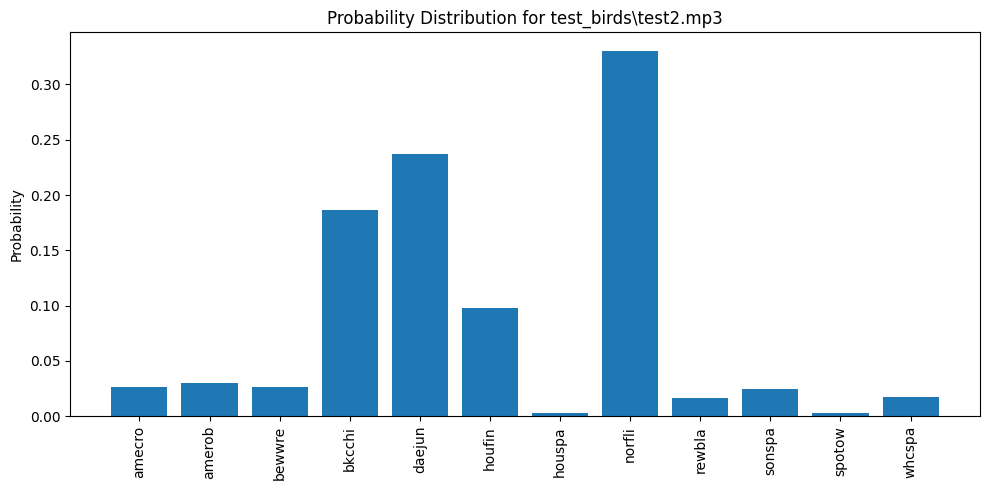 Probability Distribution for test_birds\test2.mp3
Probability
0.30
0.25
0.20
0.15
0.10
0.05
0.00
amecro
amerob
bewwre
bkcchi
daejun
houfin
houspa
norfli
rewbla
sonspa
spotow
whcspa